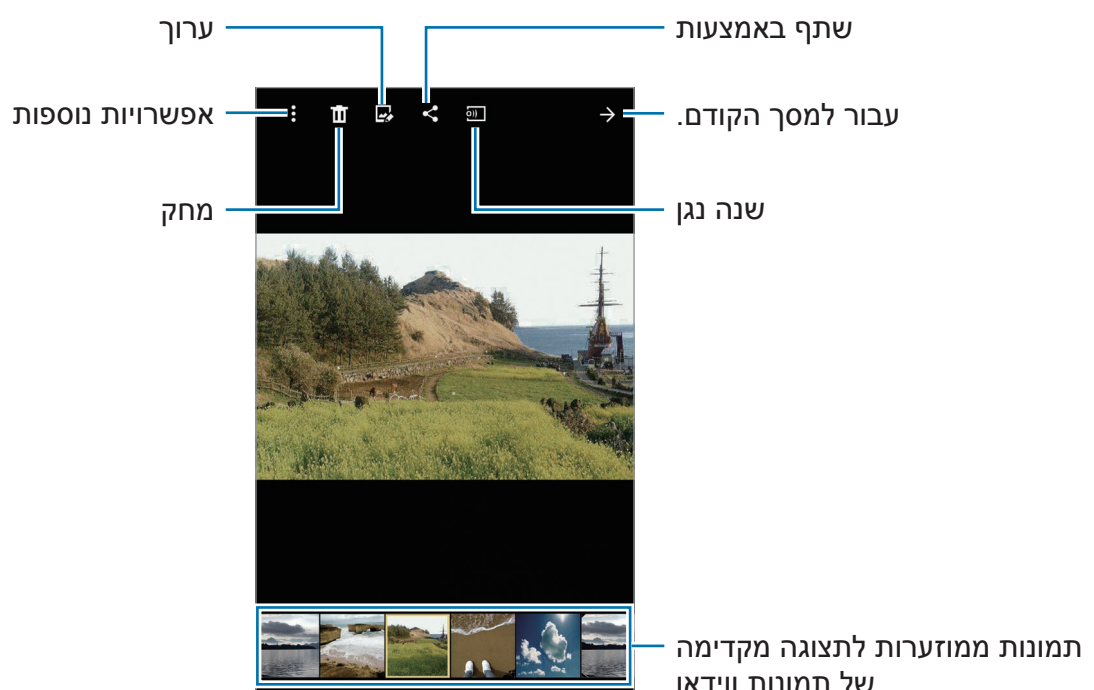 שתף באמצעות
ערוך
עבור למסך הקודם.
אפשרויות נוספות
שנה נגן
מחק
תמונות ממוזערות לתצוגה מקדימה
של תמונות ווידאו